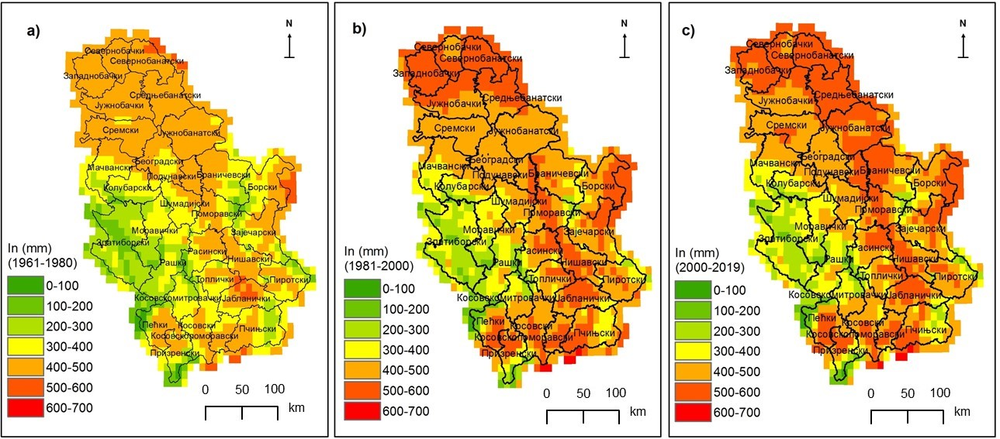 a)
N
Севернобачки
Севернобанатски
Западнобачки
Средњебанатски
Јужнобачки
Сремски
Јужнобанатски
Београдски
Мачвански
Подунавски
Браничевски
Колубарски
Борски
Шумадијски
Поморавски
Моравички
Зајечарски
Златиборски
Расински
Рашки
Нишавски
Топлички
Пиротски
Косовскомитровачки
Јабланички
Пећки
Косовски
Пчињски
Косовскопоморавски
Призренски
In (mm)
(1961-1980)
0-100
100-200
200-300
300-400
400-500
500-600
600-700
0 50 100
km
b)
N
Севернобачки
Севернобанатски
Западнобачки
Средњебанатски
Јужнобачки
Сремски
Јужнобанатски
Београдски
Мачвански
Подунавски
Браничевски
Колубарски
Борски
Шумадијски
Поморавски
Моравички
Зајечарски
Златиборски
Расински
Рашки
Нишавски
Топлички
Пиротски
Косовскомитровачки
Јабланички
Пећки
Косовски
Пчињски
Косовскопоморавски
Призренски
In (mm)
(1981-2000)
0-100
100-200
200-300
300-400
400-500
500-600
600-700
0 50 100
km
c)
N
Севернобачки
Севернобанатски
Западнобачки
Средњебанатски
Јужнобачки
Сремски
Јужнобанатски
Београдски
Мачвански
Подунавски
Браничевски
Колубарски
Борски
Шумадијски
Поморавски
Моравички
Зајечарски
Златиборски
Расински
Рашки
Нишавски
Топлички
Пиротски
Косовскомитровачки
Јабланички
Пећки
Косовски
Пчињски
Косовскопоморавски
Призренски
In (mm)
(2000-2019)
0-100
100-200
200-300
300-400
400-500
500-600
600-700
0 50 100
km